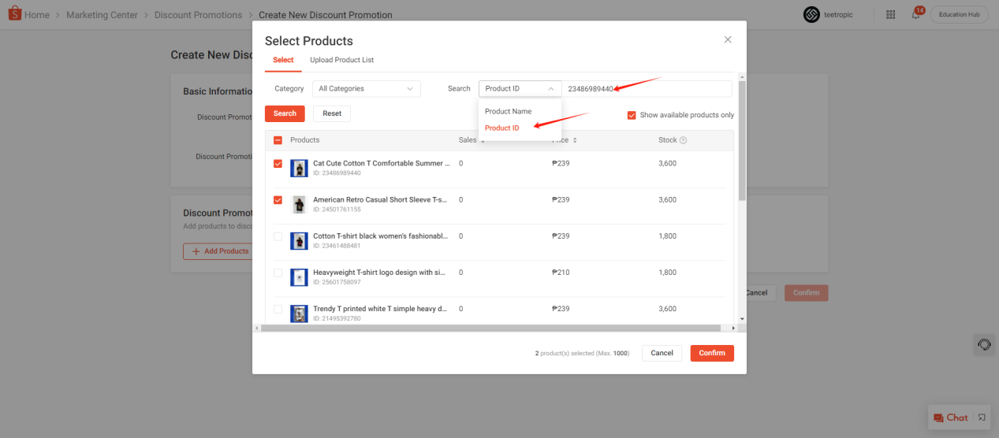 Home > Marketing Center > Discount Promotions > Create New Discount Promotion
teetropic
14
Education Hub
Create New Disc
Basic Informatio
Discount Promot
Discount Promoti
Discount Promot
Add products to disco
+ Add Products
Cancel
Confirm
Select Products
Select
Upload Product List
Category
All Categories
Search
Product ID
23486989440
Product Name
Product ID
Search
Reset
Show available products only
Products
Sales
Stock
Cat Cute Cotton T Comfortable Summer ...
0
₱239
3,600
ID: 23486989440
American Retro Casual Short Sleeve T-s...
0
₱239
3,600
ID: 24501761155
Cotton T-shirt black women's fashionabl...
0
₱239
1,800
ID: 23461488481
Heavyweight T-shirt logo design with si...
0
₱210
1,800
ID: 25601758097
Trendy T printed white T simple heavy d...
0
₱239
3,600
ID: 21495392780
2 product(s) selected (Max. 1000)
Cancel
Confirm
Chat